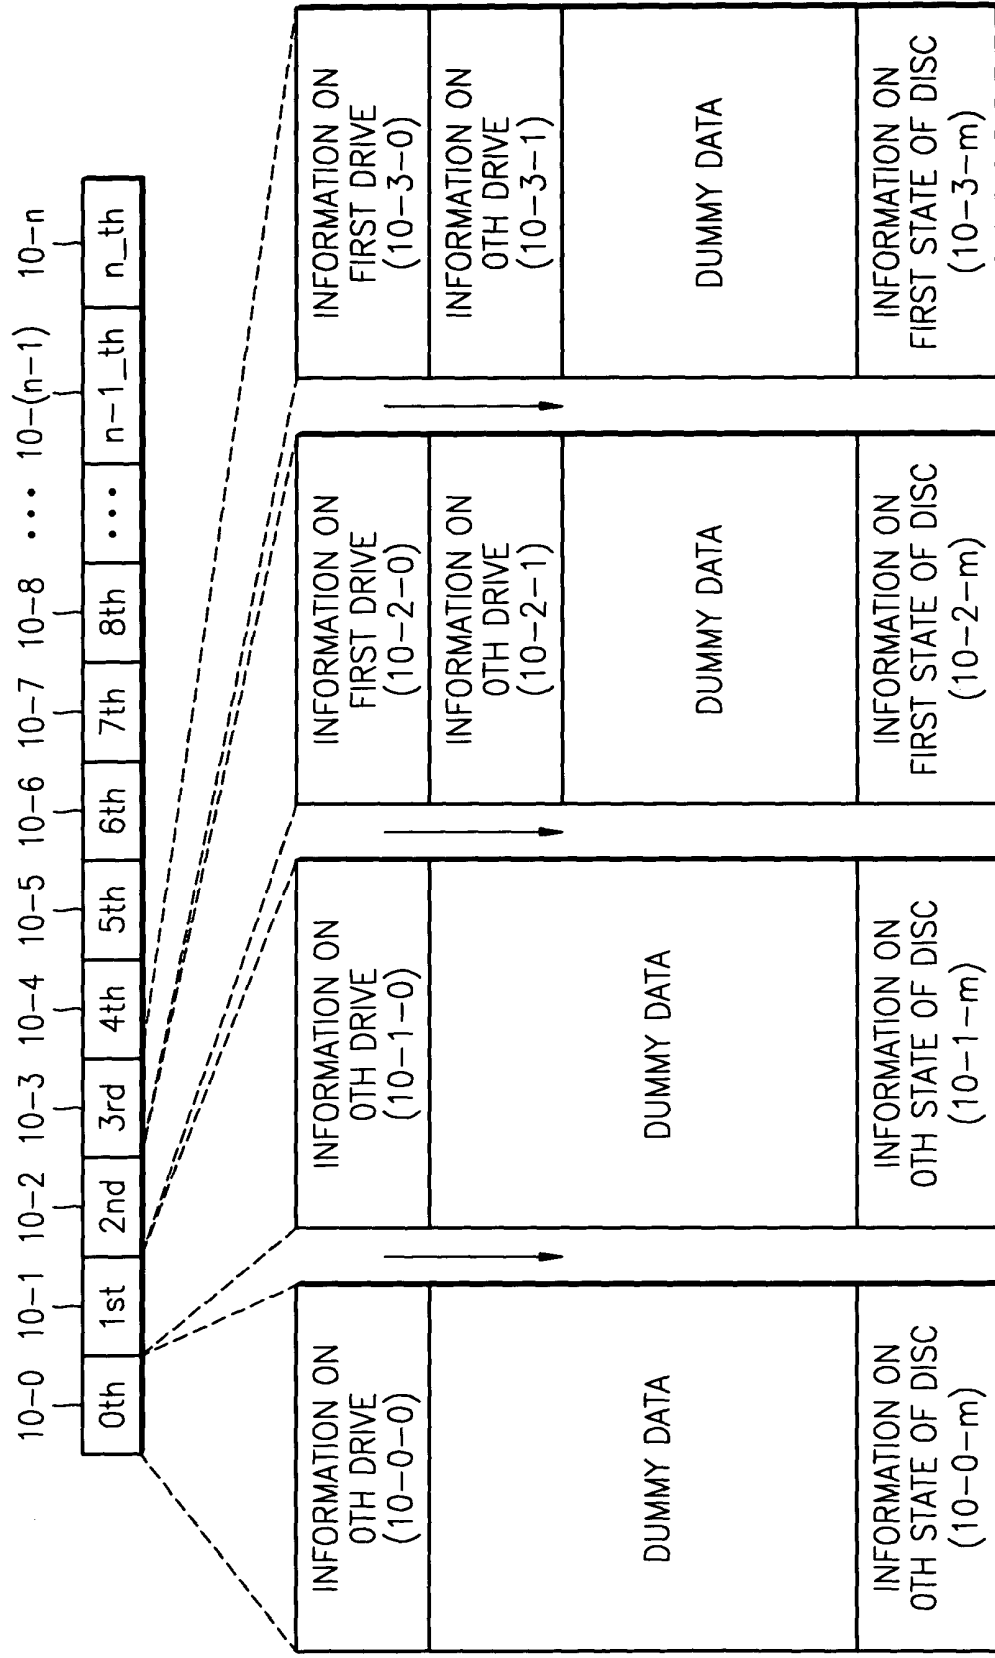 10-0 10-1 10-2 10-3 10-4 10-5 10-6 10-7 10-8 ••• 10-(n-1) 10-n
0th 1st 2nd 3rd 4th 5th 6th 7th 8th ••• n-1_th n_th
INFORMATION ON
0TH DRIVE
(10-0-0)
DUMMY DATA
INFORMATION ON
0TH STATE OF DISC
(10-0-m)
INFORMATION ON
0TH DRIVE
(10-1-0)
DUMMY DATA
INFORMATION ON
0TH STATE OF DISC
(10-1-m)
INFORMATION ON
FIRST DRIVE
(10-2-0)
INFORMATION ON
0TH DRIVE
(10-2-1)
DUMMY DATA
INFORMATION ON
FIRST STATE OF DISC
(10-2-m)
INFORMATION ON
FIRST DRIVE
(10-3-0)
INFORMATION ON
0TH DRIVE
(10-3-1)
DUMMY DATA
INFORMATION ON
FIRST STATE OF DISC
(10-3-m)